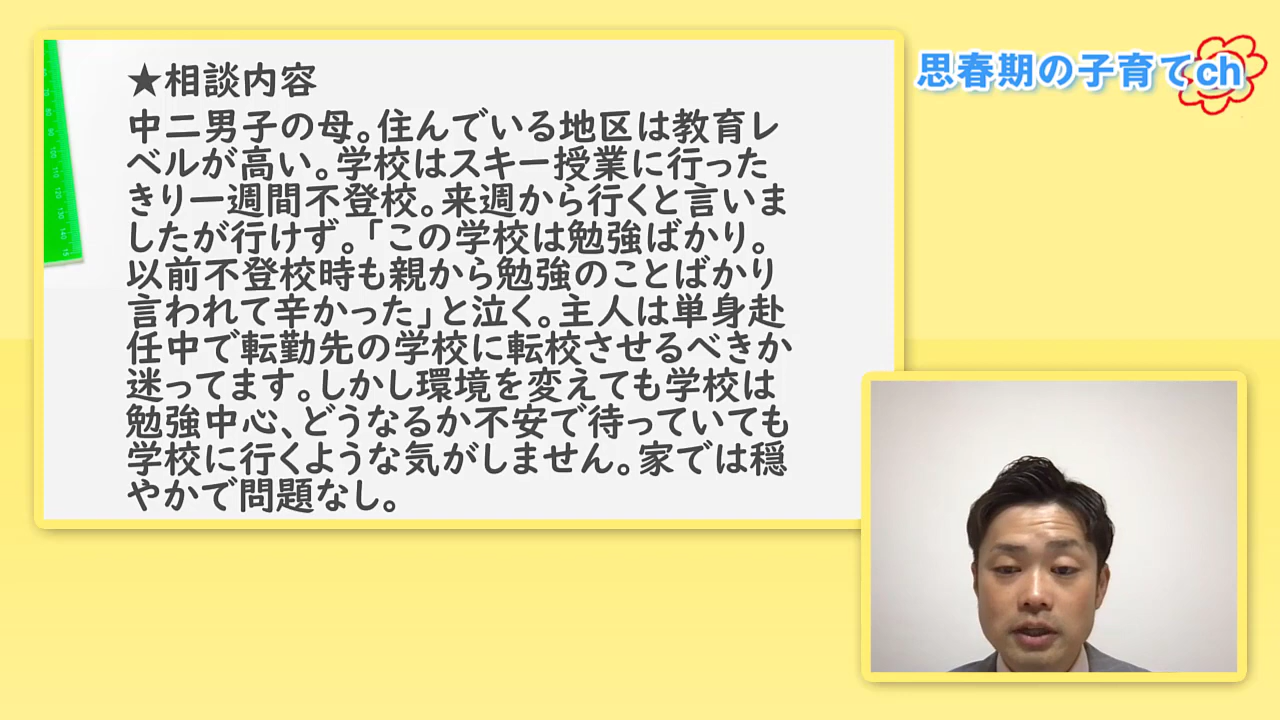 ★相談内容
中二男子の母。住んでいる地区は教育レ
ベルが高い。学校はスキー授業に行った
きり一週間不登校。来週から行くと言いま
したが行けず。「この学校は勉強ばかり。
以前不登校時も親から勉強のことばかり
言われて辛かった」と泣く。主人は単身赴
任中で転勤先の学校に転校させるべきか
迷ってます。しかし環境を変えても学校は
勉強中心、どうなるか不安で待っていても
学校に行くような気がしません。家では穏
やかで問題なし。
思春期の子育てch